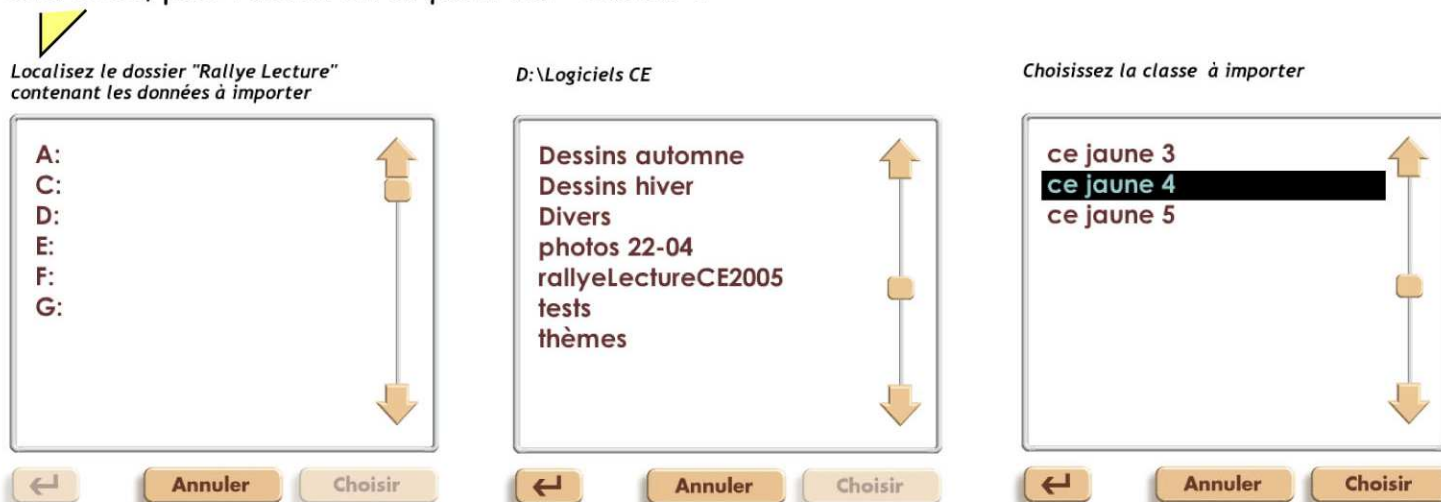 Localisez le dossier "Rallye Lecture"
contenant les données à importer
A:
C:
D:
E:
F:
G:
Annuler
Choisir
D:\Logiciels CE
Dessins automne
Dessins hiver
Divers
photos 22-04
rallyeLectureCE2005
tests
thèmes
Annuler
Choisir
Choisissez la classe à importer
ce jaune 3
ce jaune 4
ce jaune 5
Annuler
Choisir